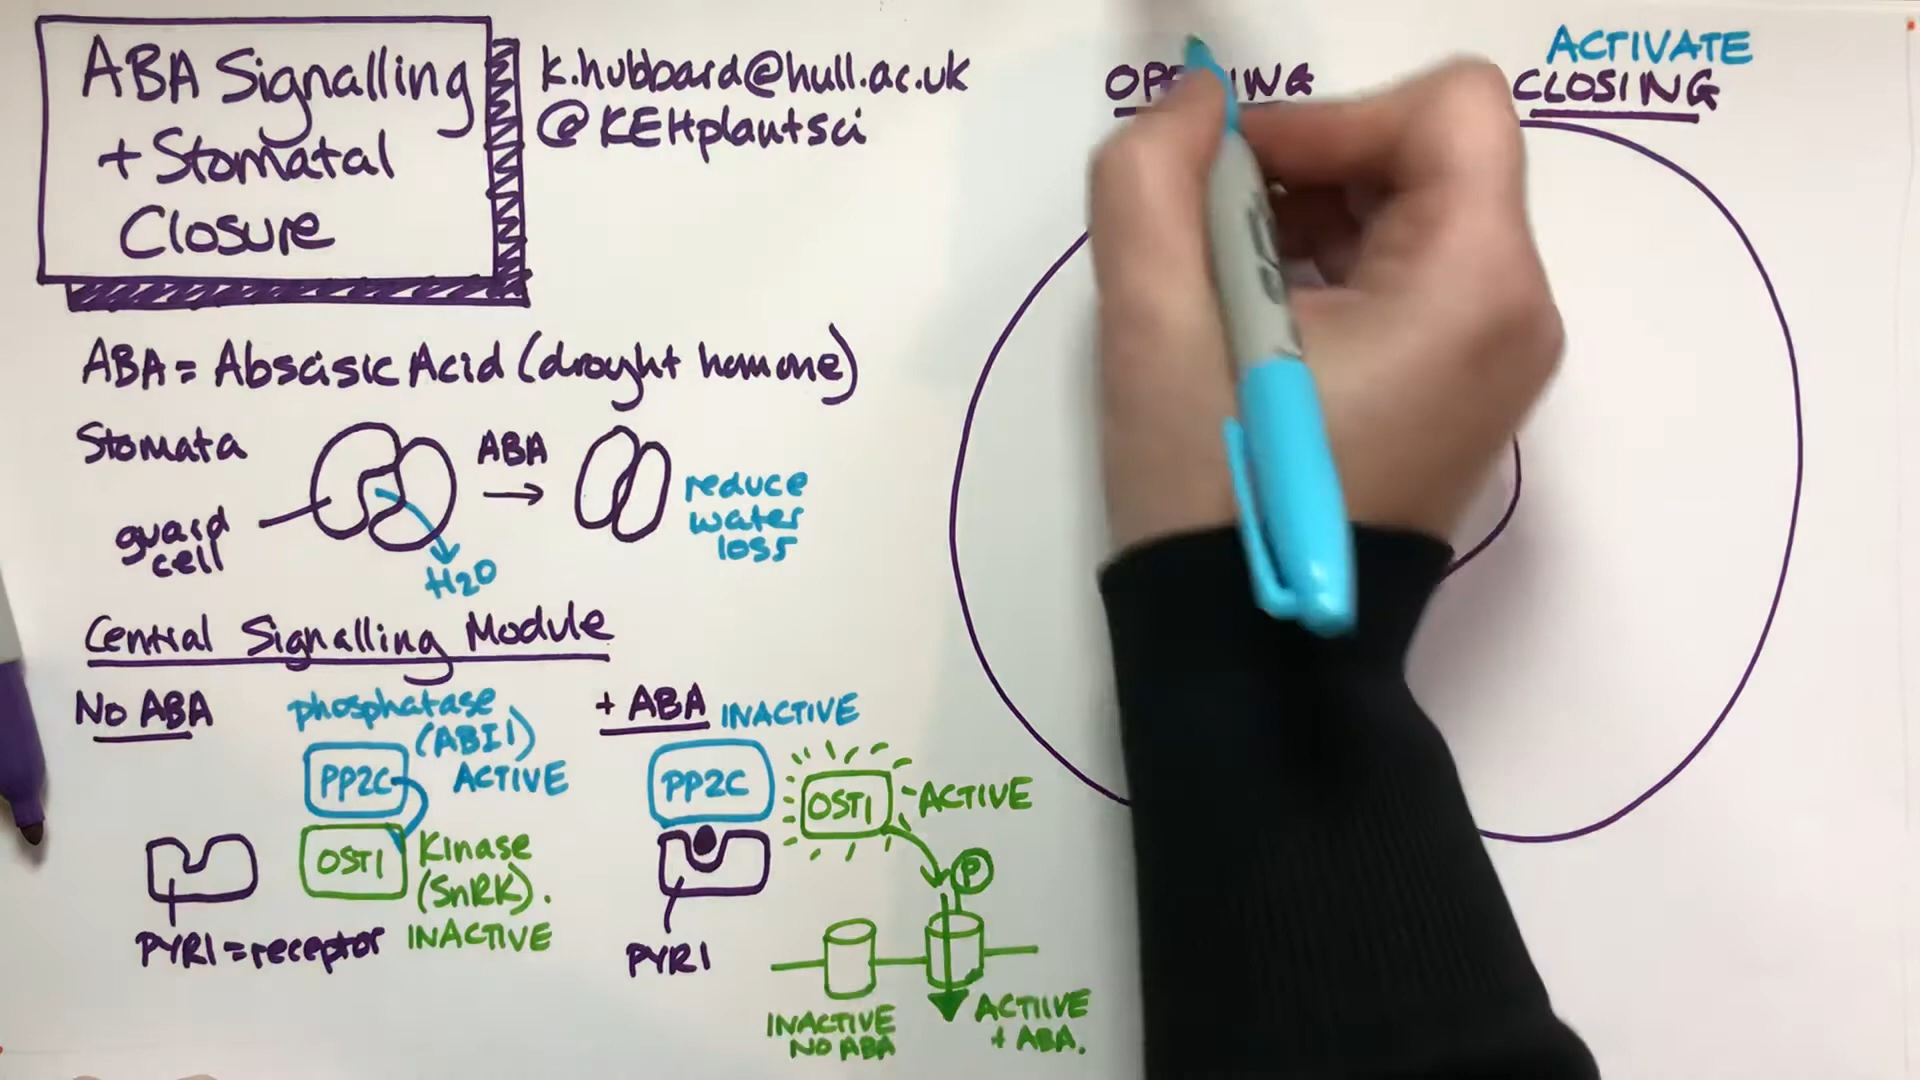 ABA Signalling
+ Stomatal
Closure
k.hubbard@hull.ac.uk
@KEHplantsci
ABA = Abscisic Acid (drought hormone)
Stomata
guard
cell
H2O
ABA
reduce
water
loss
Central Signalling Module
No ABA
phosphatase
(ABI1)
ACTIVE
PP2C
OST1
Kinase
(SnRK).
INACTIVE
PYR1 = receptor
+ ABA
INACTIVE
PP2C
OST1
ACTIVE
P
PYR1
INACTIVE
NO ABA
ACTIIVE
+ ABA.
ACTIVATE
CLOSING